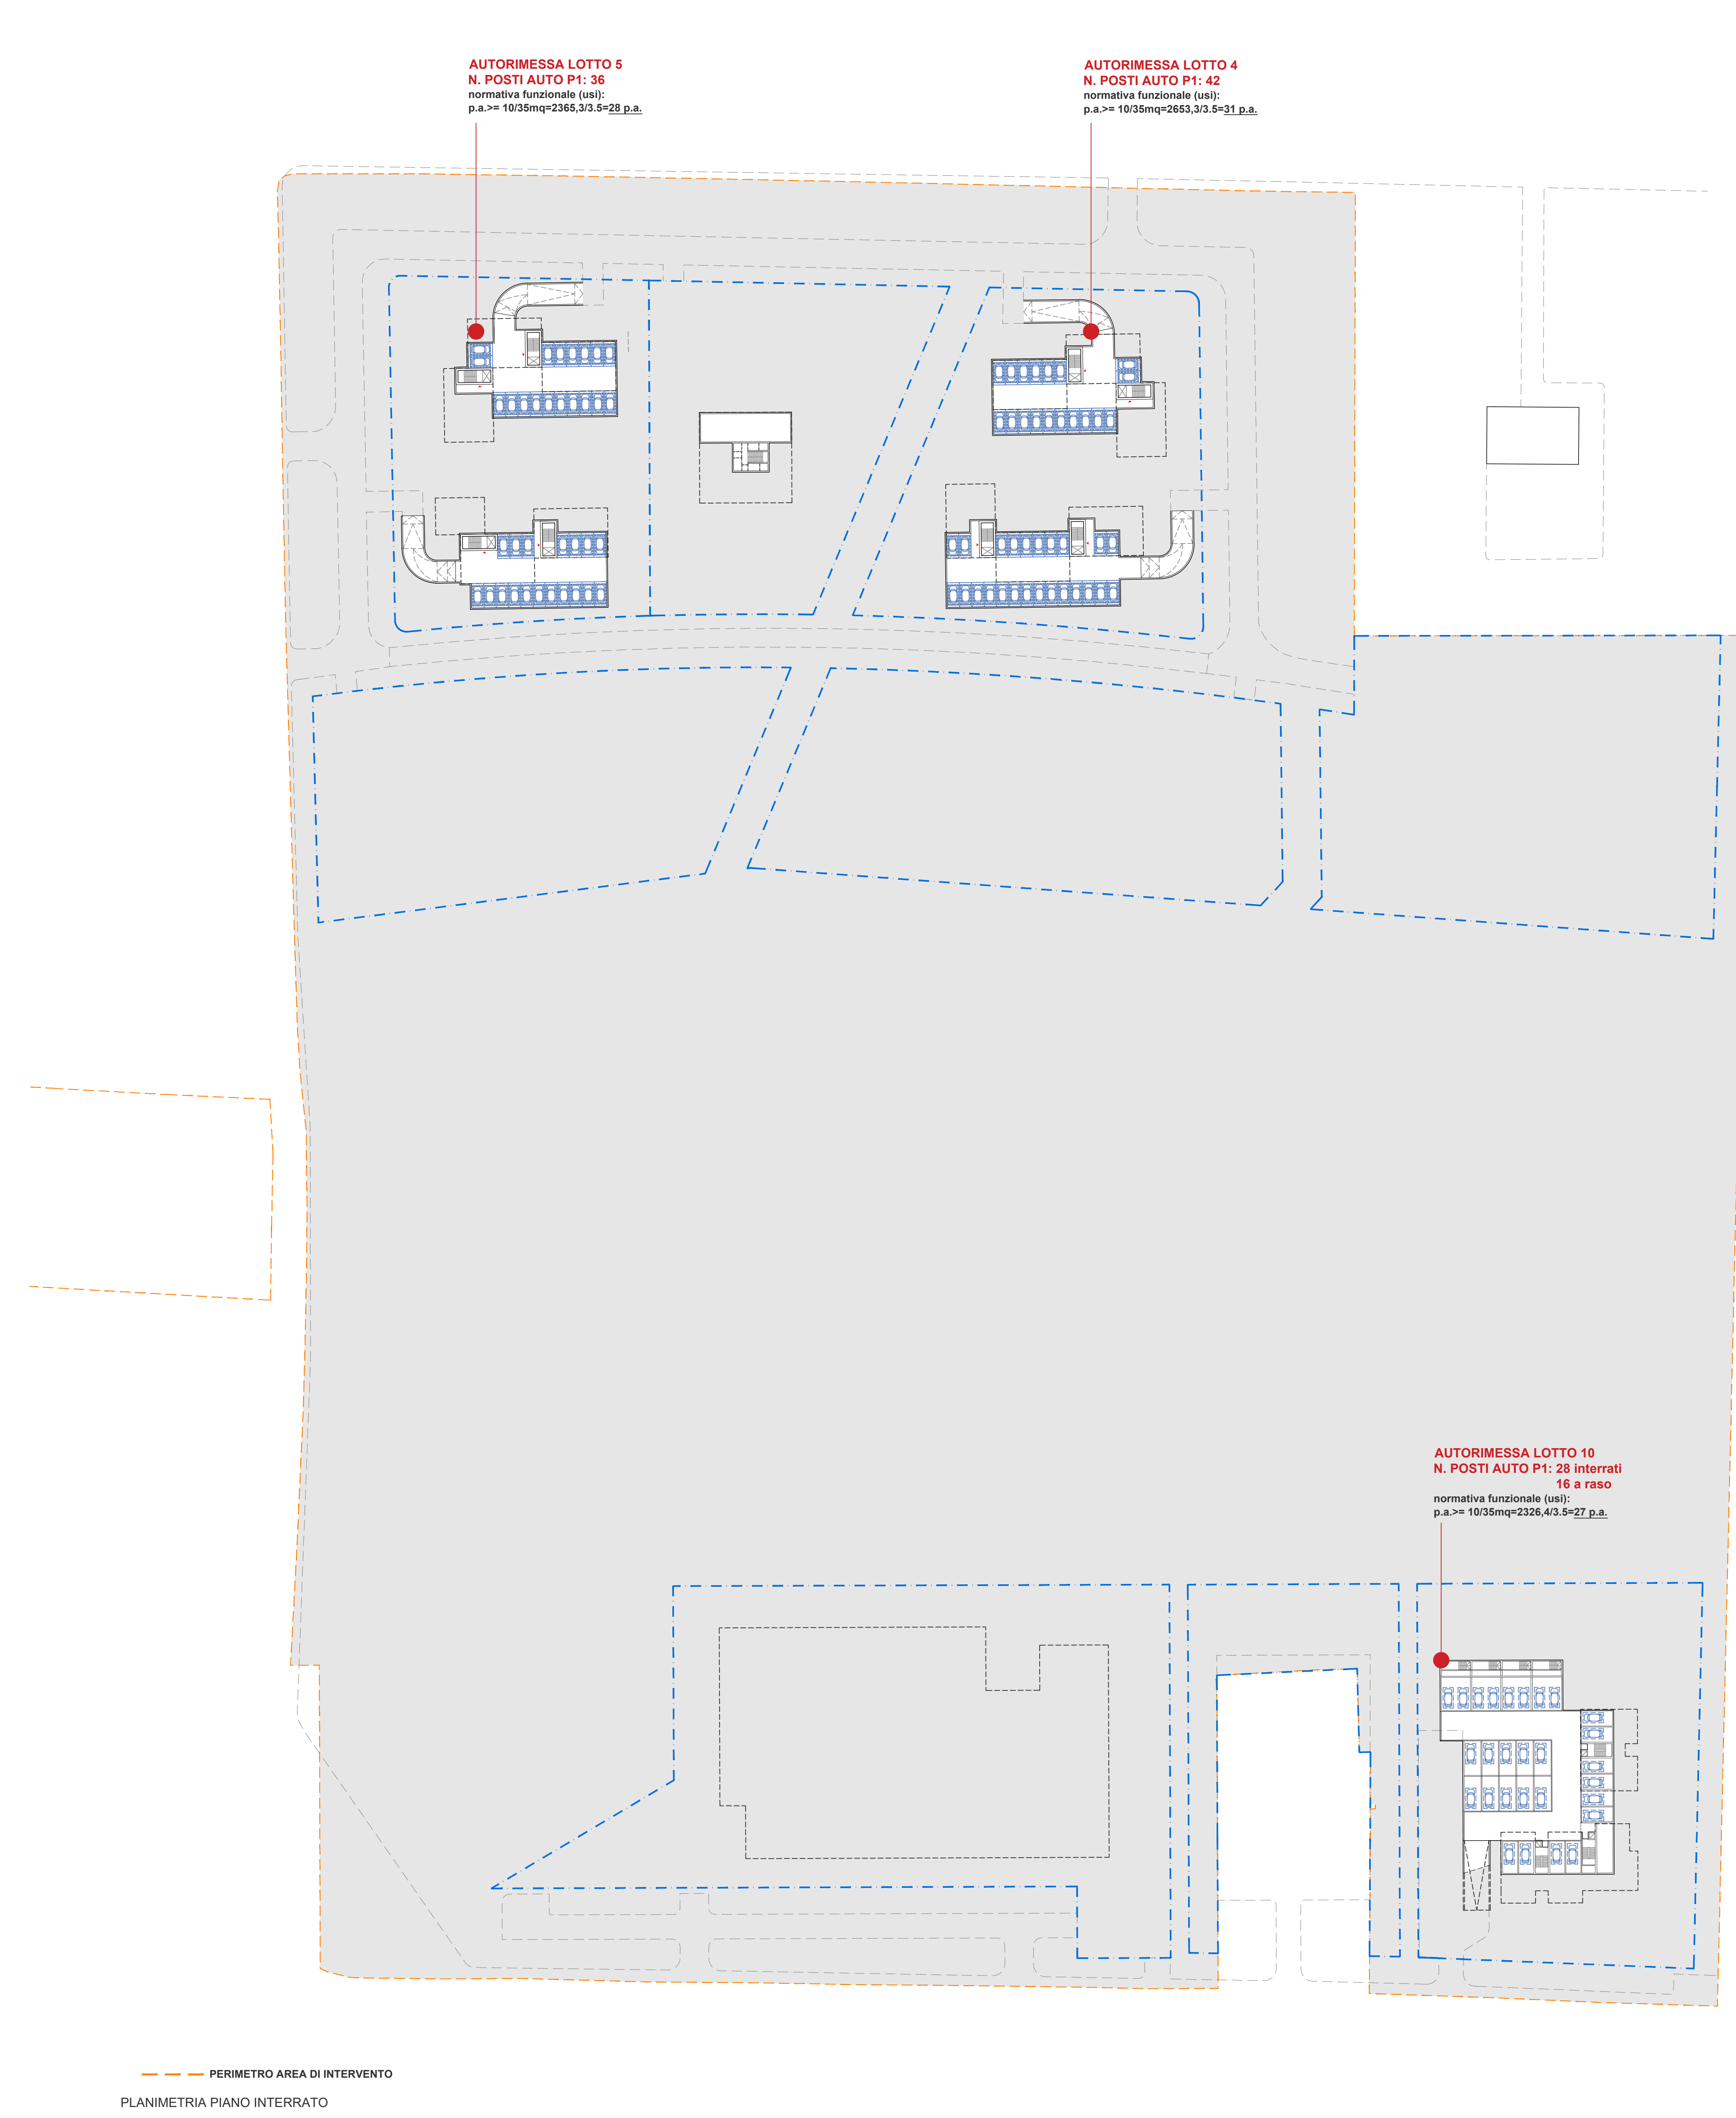 AUTORIMESSA LOTTO 5
N. POSTI AUTO P1: 36
normativa funzionale (usi):
p.a.>= 10/35mq=2365,3/3.5=28 p.a.
AUTORIMESSA LOTTO 4
N. POSTI AUTO P1: 42
normativa funzionale (usi):
p.a.>= 10/35mq=2653,3/3.5=31 p.a.
AUTORIMESSA LOTTO 10
N. POSTI AUTO P1: 28 interrati
16 a raso
normativa funzionale (usi):
p.a.>= 10/35mq=2326,4/3.5=27 p.a.
PERIMETRO AREA DI INTERVENTO
PLANIMETRIA PIANO INTERRATO